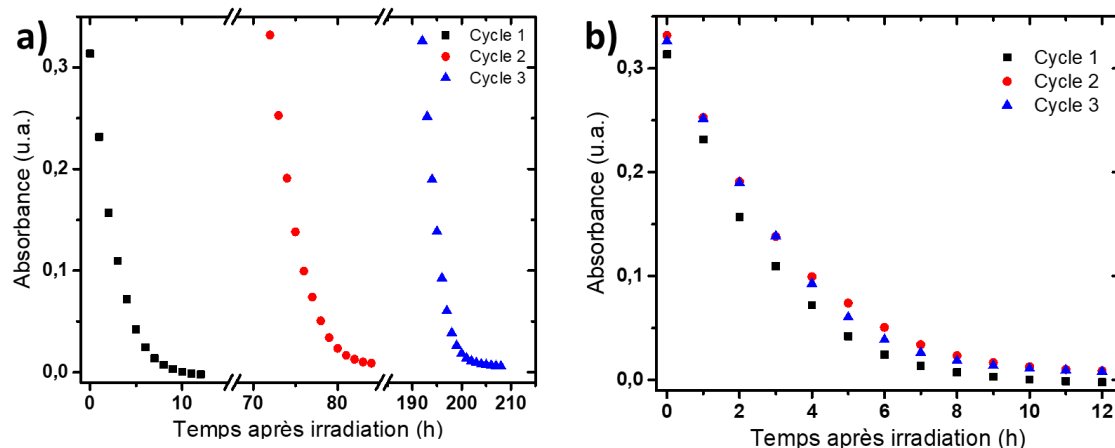 a)
Cycle 1
Cycle 2
Cycle 3
Absorbance (u.a.)
0,3
0,2
0,1
0,0
0 10 70 80 190 200 210
Temps après irradiation (h)
b)
Cycle 1
Cycle 2
Cycle 3
Absorbance (u.a.)
0,3
0,2
0,1
0,0
0 2 4 6 8 10 12
Temps après irradiation (h)